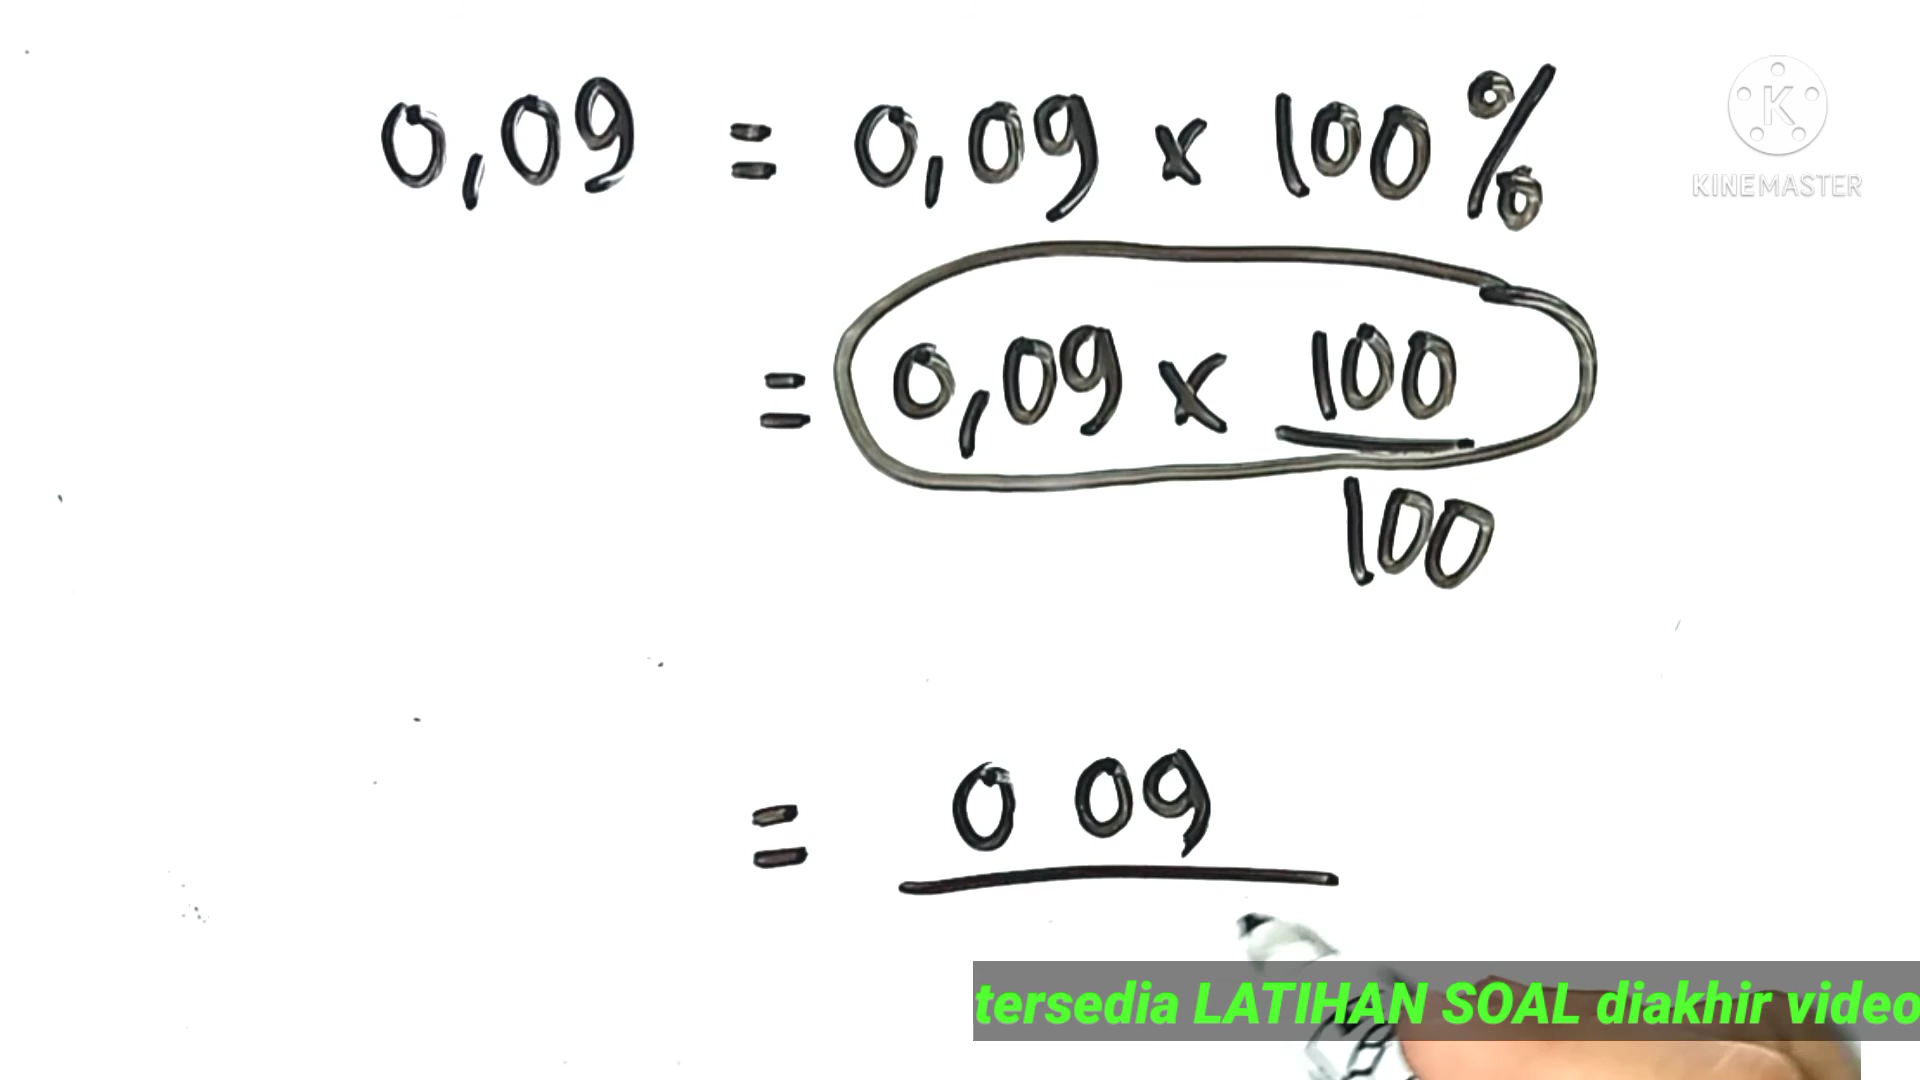 0,09 = 0,09 x 100%
= 0,09 x 100
100
= 0 09
KINEMASTER
tersedia LATIHAN SOAL diakhir video